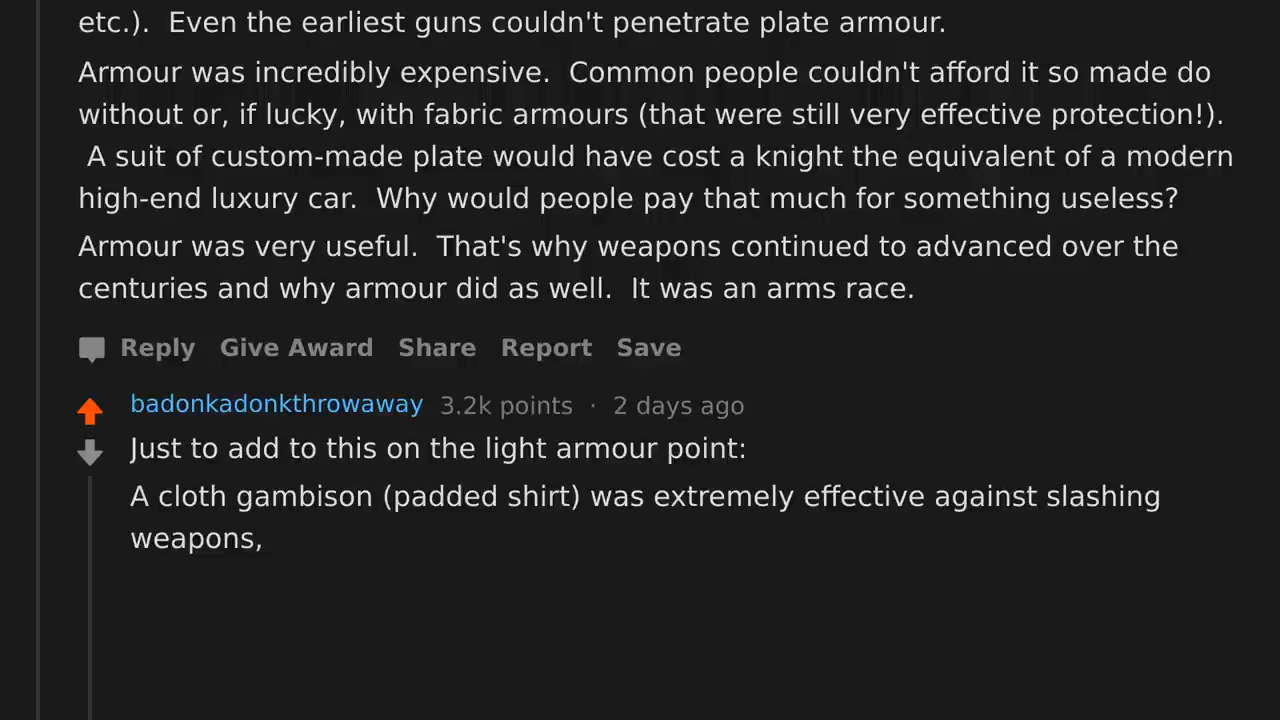 etc.).  Even the earliest guns couldn't penetrate plate armour.
Armour was incredibly expensive.  Common people couldn't afford it so made do
without or, if lucky, with fabric armours (that were still very effective protection!).
A suit of custom-made plate would have cost a knight the equivalent of a modern
high-end luxury car.  Why would people pay that much for something useless?
Armour was very useful.  That's why weapons continued to advanced over the
centuries and why armour did as well.  It was an arms race.
Reply Give Award Share Report Save
badonkadonkthrowaway 3.2k points · 2 days ago
Just to add to this on the light armour point:
A cloth gambison (padded shirt) was extremely effective against slashing
weapons,